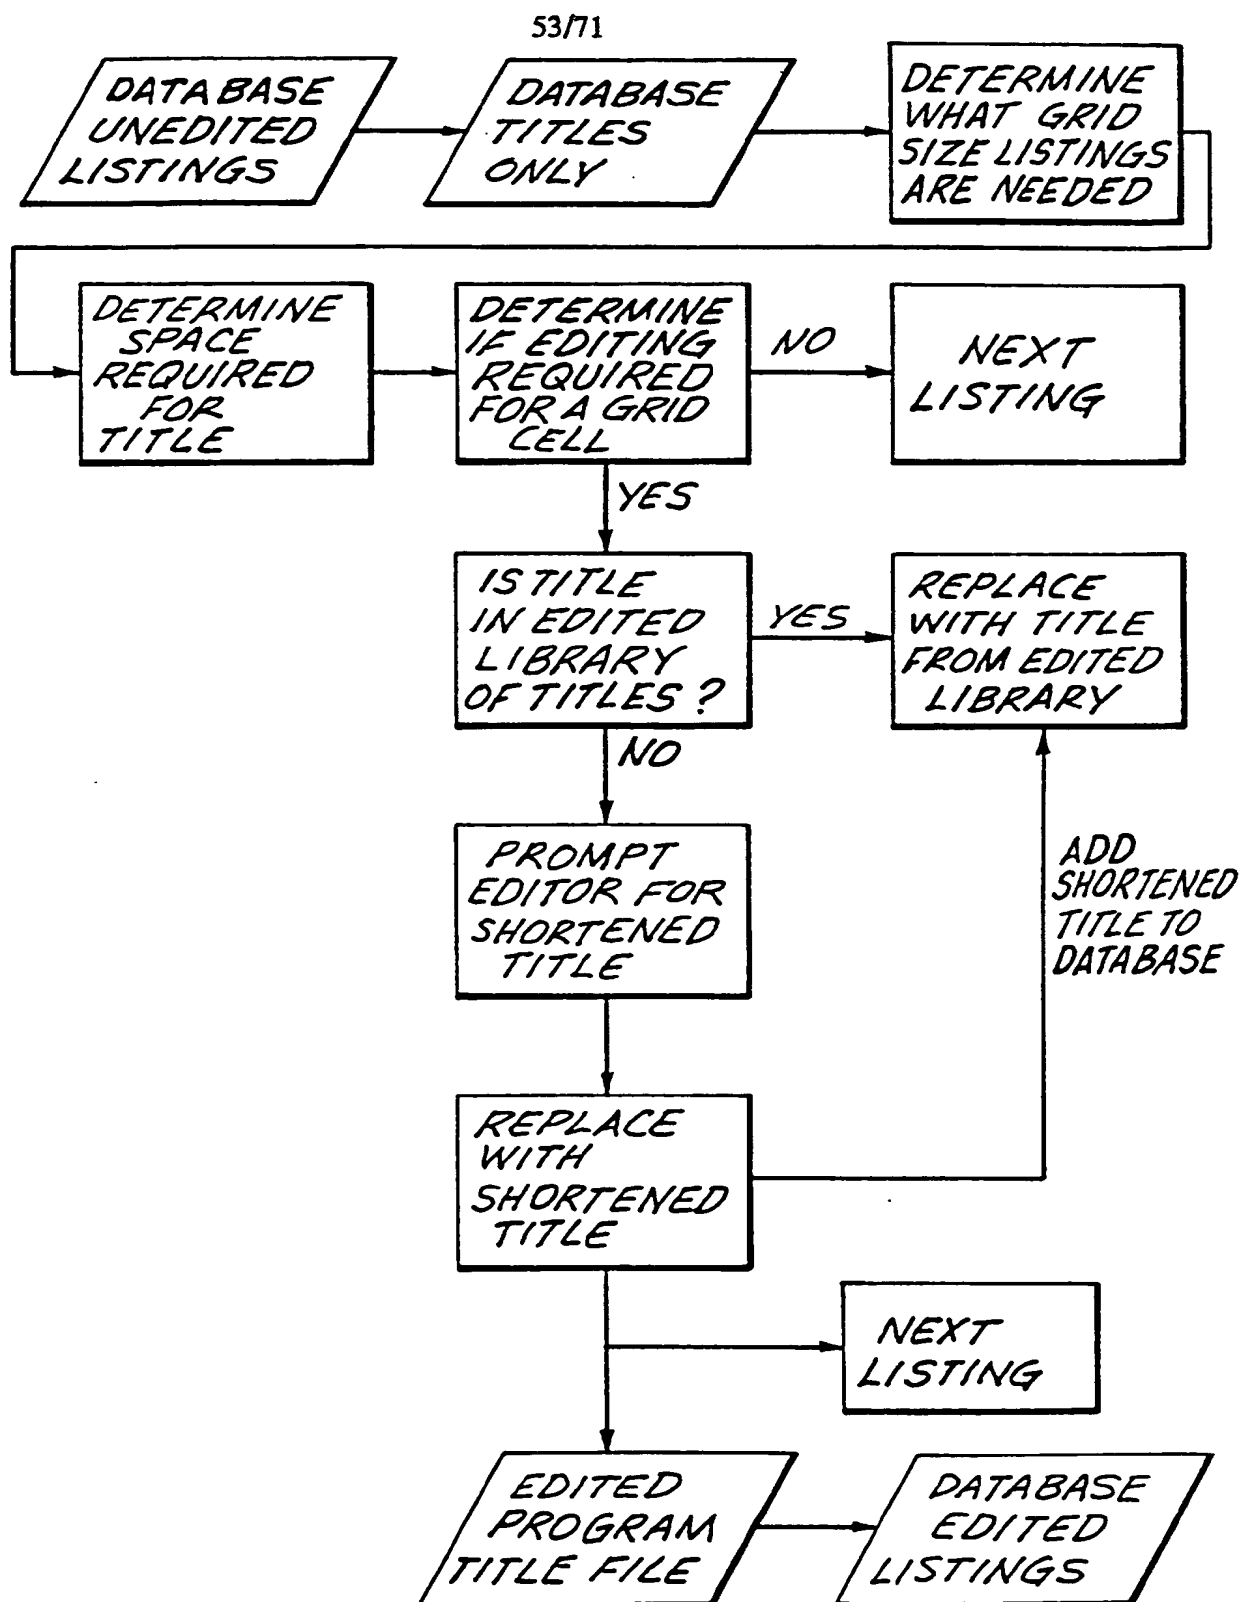 53/71
DATABASE
UNEDITED
LISTINGS
DATABASE
TITLES
ONLY
DETERMINE
WHAT GRID
SIZE LISTINGS
ARE NEEDED
DETERMINE
SPACE
REQUIRED
FOR
TITLE
DETERMINE
IF EDITING
REQUIRED
FOR A GRID
CELL
NO
NEXT
LISTING
YES
IS TITLE
IN EDITED
LIBRARY
OF TITLES?
YES
REPLACE
WITH TITLE
FROM EDITED
LIBRARY
NO
PROMPT
EDITOR FOR
SHORTENED
TITLE
ADD
SHORTENED
TITLE TO
DATABASE
REPLACE
WITH
SHORTENED
TITLE
NEXT
LISTING
EDITED
PROGRAM
TITLE FILE
DATABASE
EDITED
LISTINGS